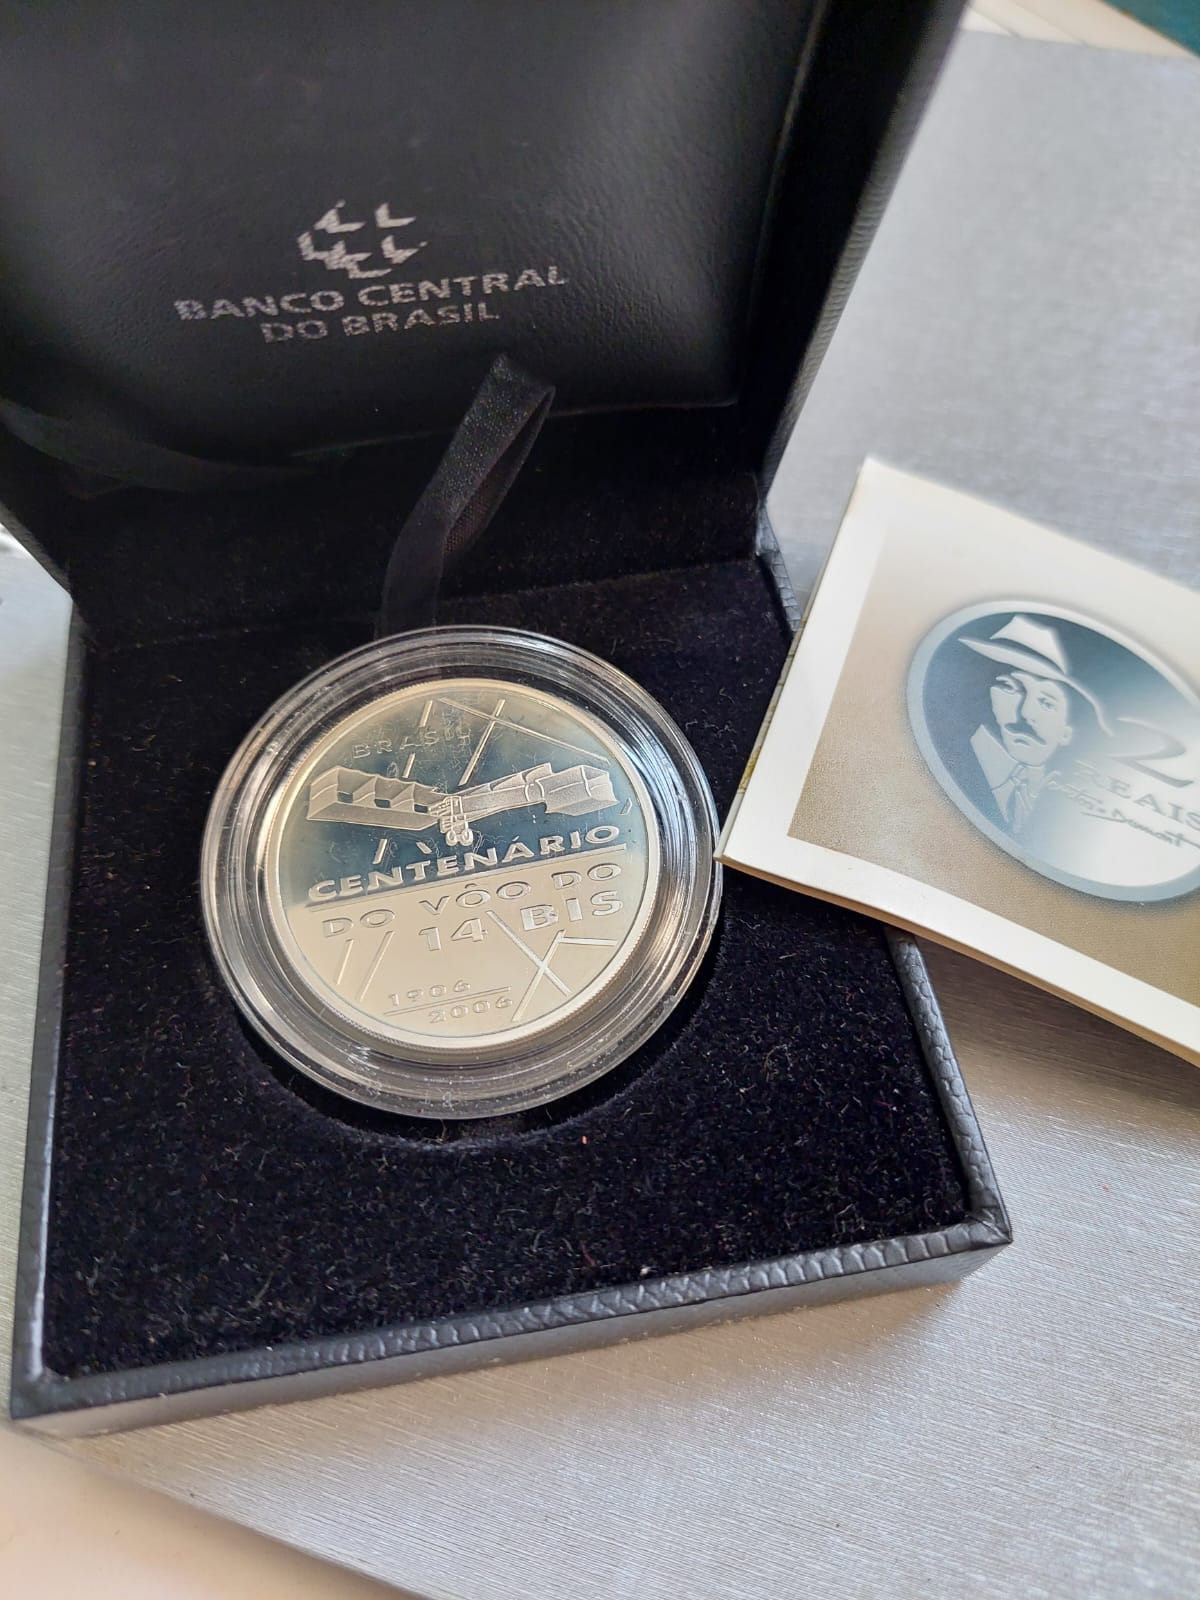 BANCO CENTRAL
DO BRASIL
BRASIL
CENTENÁRIO
DO VÔO DO
14 BIS
1906
2006
2
REAIS